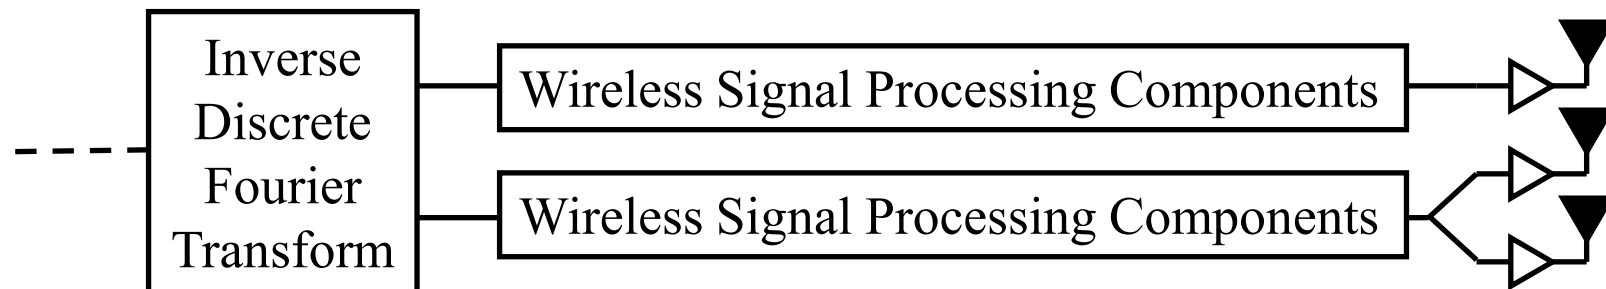 Inverse
Discrete
Fourier
Transform
Wireless Signal Processing Components
Wireless Signal Processing Components